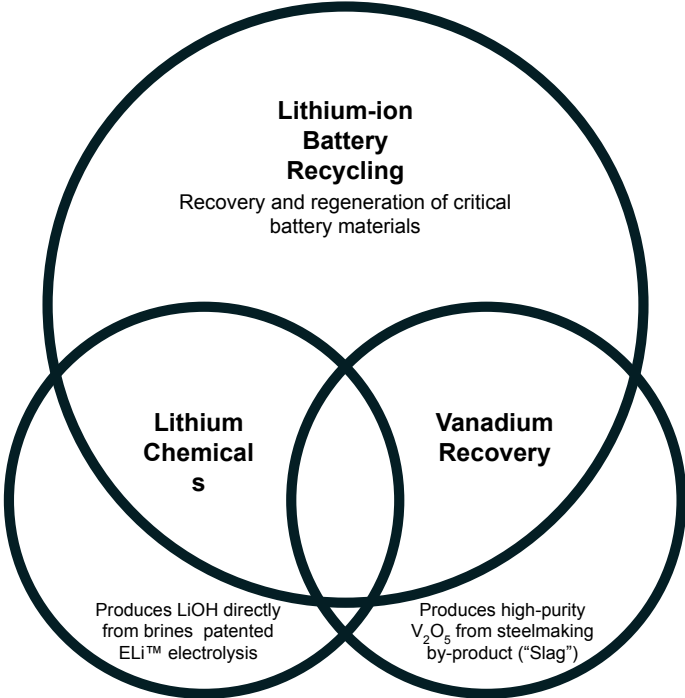 Lithium-ion
Battery
Recycling
Recovery and regeneration of critical
battery materials
Lithium
Chemical
s
Vanadium
Recovery
Produces LiOH directly
from brines  patented
ELi™ electrolysis
Produces high-purity
V₂O₅ from steelmaking
by-product (“Slag”)